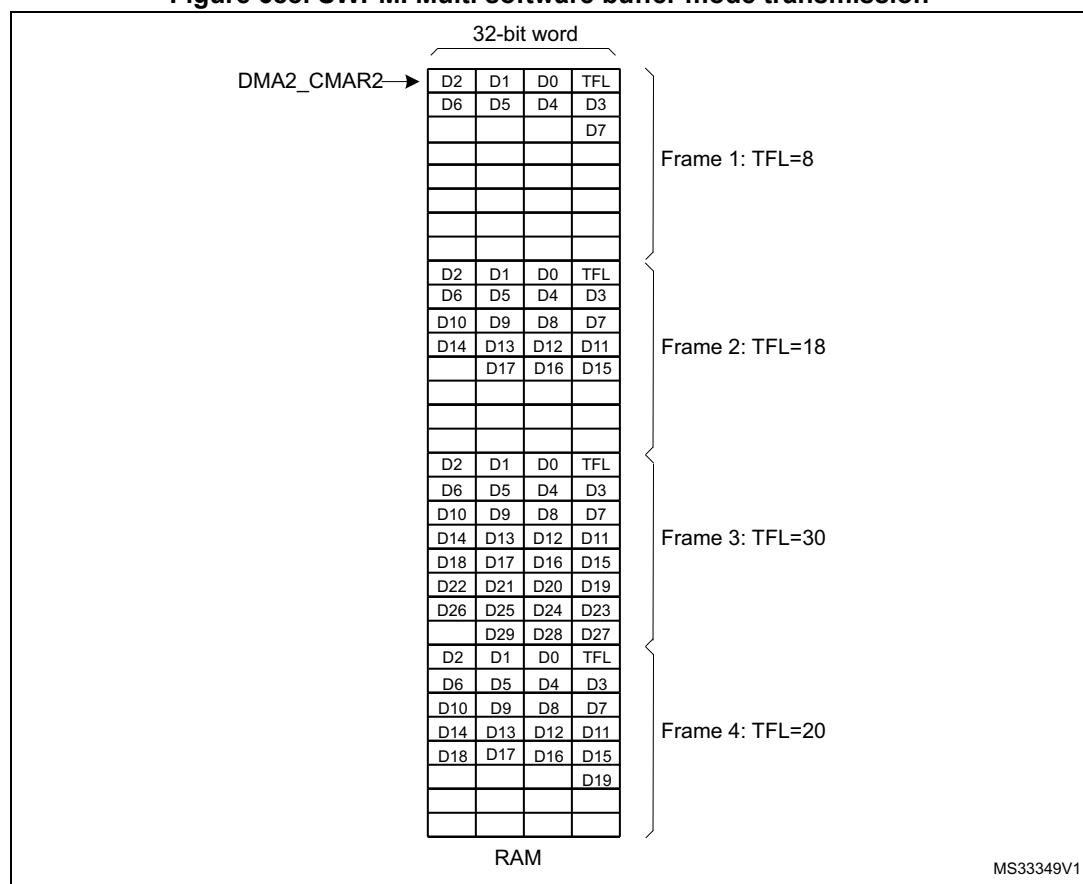 Figure SWPMI Multi software buffer mode transmission
32-bit word
DMA2_CMAR2
D2 D1 D0 TFL
D6 D5 D4 D3
D7
Frame 1: TFL=8
D2 D1 D0 TFL
D6 D5 D4 D3
D10 D9 D8 D7
D14 D13 D12 D11
D17 D16 D15
Frame 2: TFL=18
D2 D1 D0 TFL
D6 D5 D4 D3
D10 D9 D8 D7
D14 D13 D12 D11
D18 D17 D16 D15
D22 D21 D20 D19
D26 D25 D24 D23
D29 D28 D27
Frame 3: TFL=30
D2 D1 D0 TFL
D6 D5 D4 D3
D10 D9 D8 D7
D14 D13 D12 D11
D18 D17 D16 D15
D19
Frame 4: TFL=20
RAM
MS33349V1